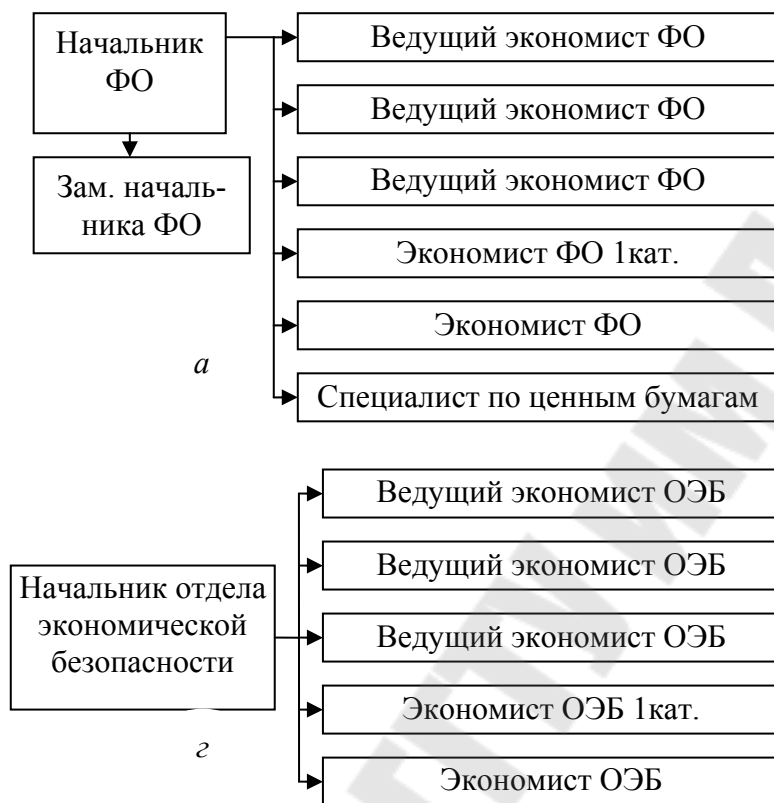 Начальник
ФО
Ведущий экономист ФО
Ведущий экономист ФО
Зам. началь-
ника ФО
Ведущий экономист ФО
Экономист ФО 1кат.
Экономист ФО
а
Специалист по ценным бумагам
Ведущий экономист ОЭБ
Ведущий экономист ОЭБ
Начальник отдела
экономической
безопасности
Ведущий экономист ОЭБ
Экономист ОЭБ 1кат.
г
Экономист ОЭБ
ГГТУ ИМ